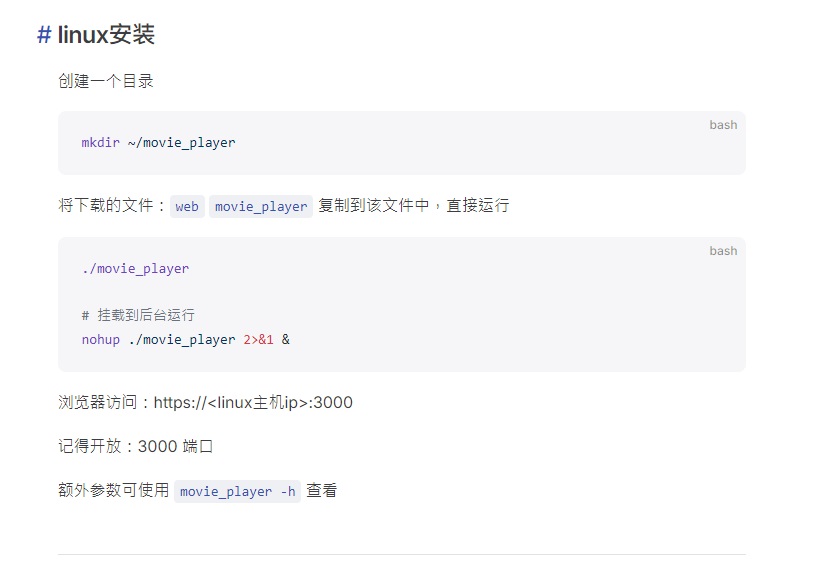 # linux安装
创建一个目录
bash
mkdir ~/movie_player
将下载的文件：web movie_player 复制到该文件中，直接运行
bash
./movie_player
# 挂载到后台运行
nohup ./movie_player 2>&1 &
浏览器访问：https://<linux主机ip>:3000
记得开放：3000 端口
额外参数可使用 movie_player -h 查看